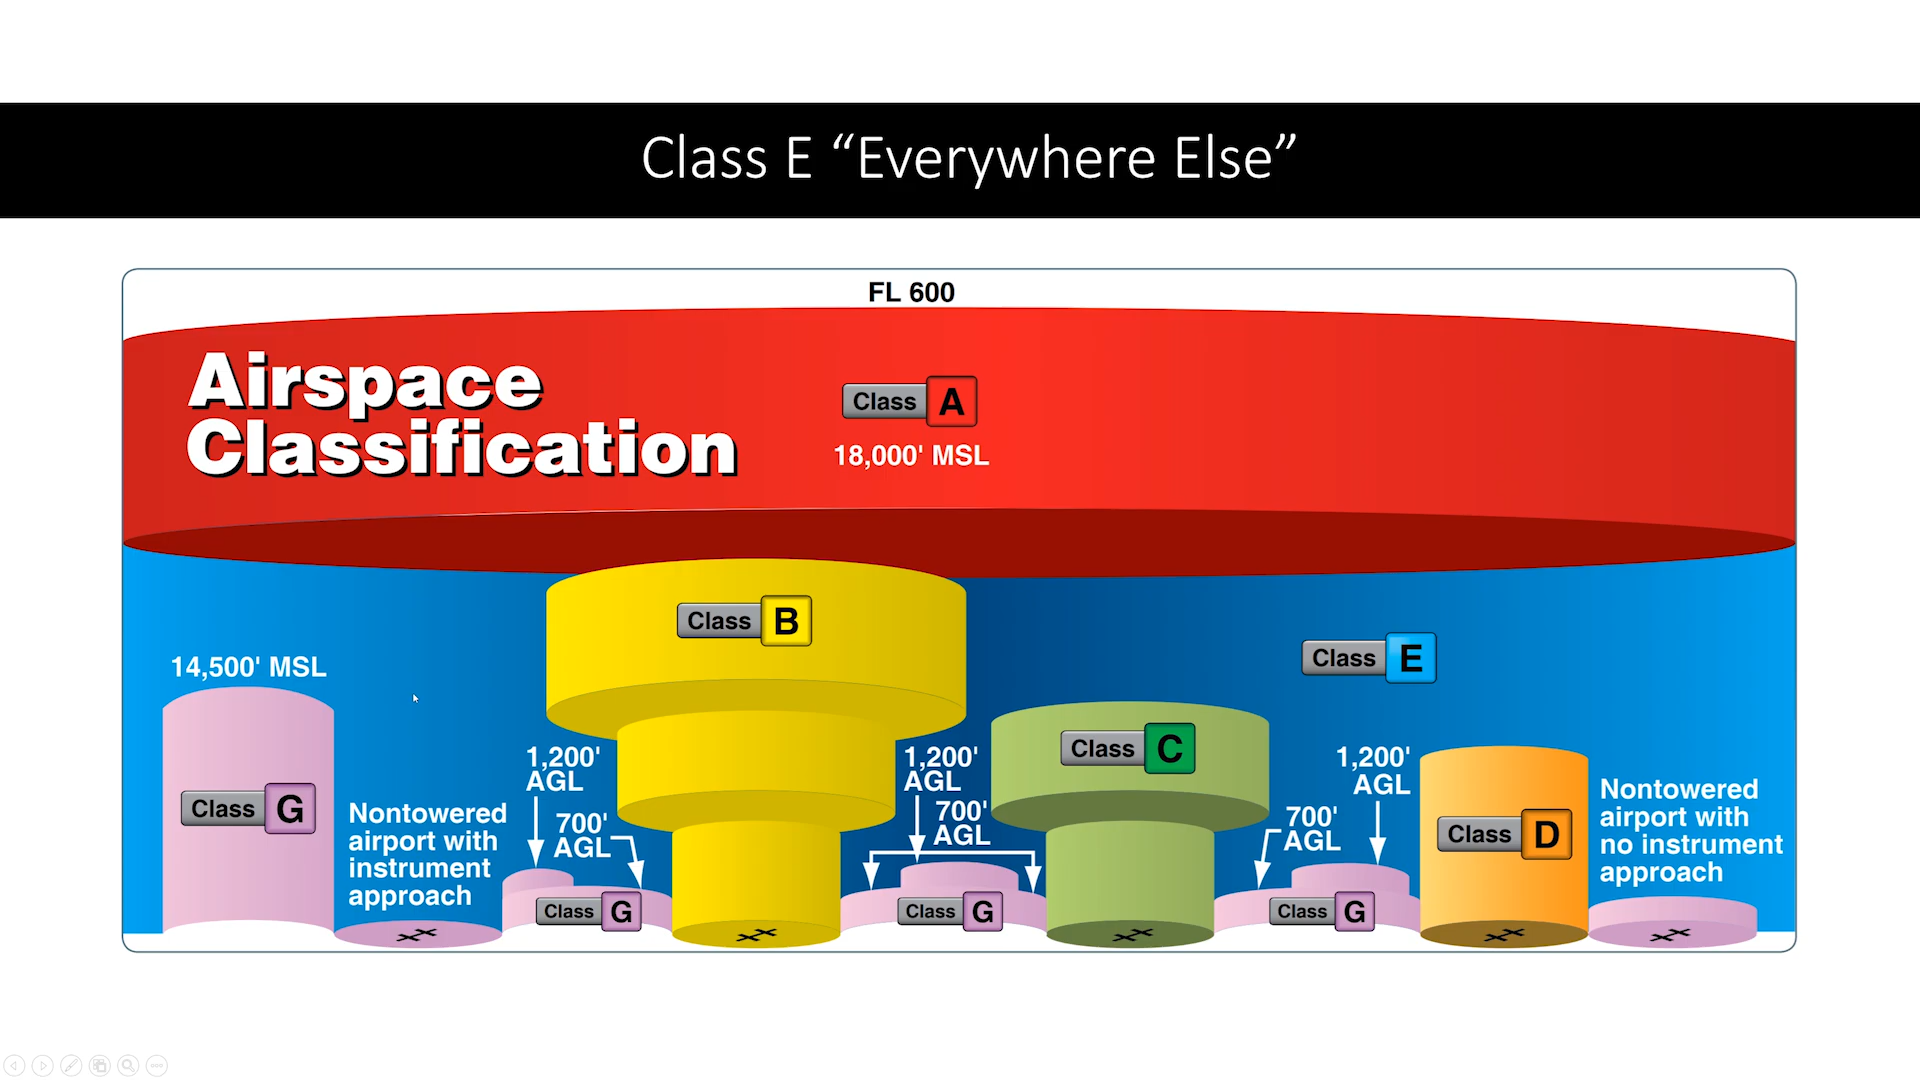 Class E “Everywhere Else”
FL 600
Airspace
Classification
Class A
18,000' MSL
Class B
Class E
14,500' MSL
Class C
1,200'
AGL
1,200'
AGL
1,200'
AGL
700'
AGL
700'
AGL
700'
AGL
Class G
Nontowered
airport with
instrument
approach
Class D
Nontowered
airport with
no instrument
approach
Class G
Class G
Class G